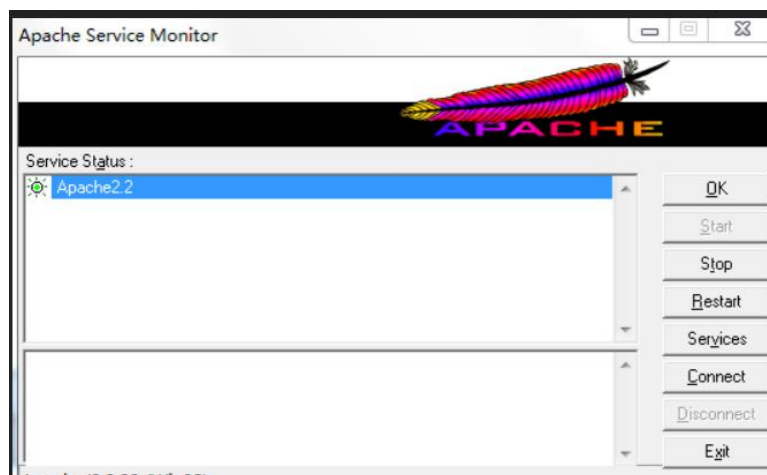 Apache Service Monitor
APACHE
Service Status :
Apache2.2
OK
Start
Stop
Restart
Services
Connect
Disconnect
Exit